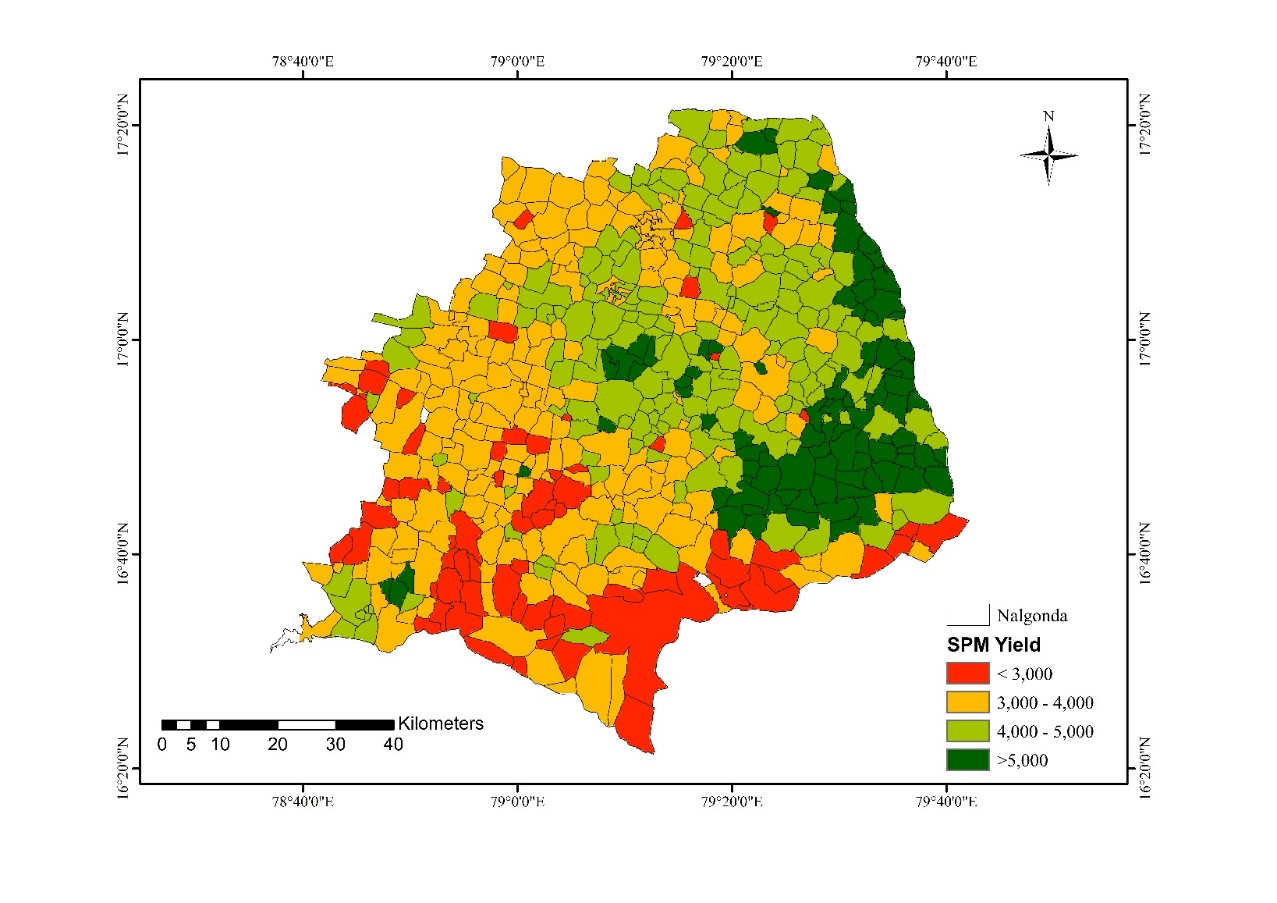 78°40'0"E 79°0'0"E 79°20'0"E 79°40'0"E
17°20'0"N 17°20'0"N
N
17°0'0"N 17°0'0"N
16°40'0"N 16°40'0"N
Nalgonda
SPM Yield
< 3,000
3,000 - 4,000
4,000 - 5,000
>5,000
Kilometers
0 5 10 20 30 40
16°20'0"N 16°20'0"N
78°40'0"E 79°0'0"E 79°20'0"E 79°40'0"E